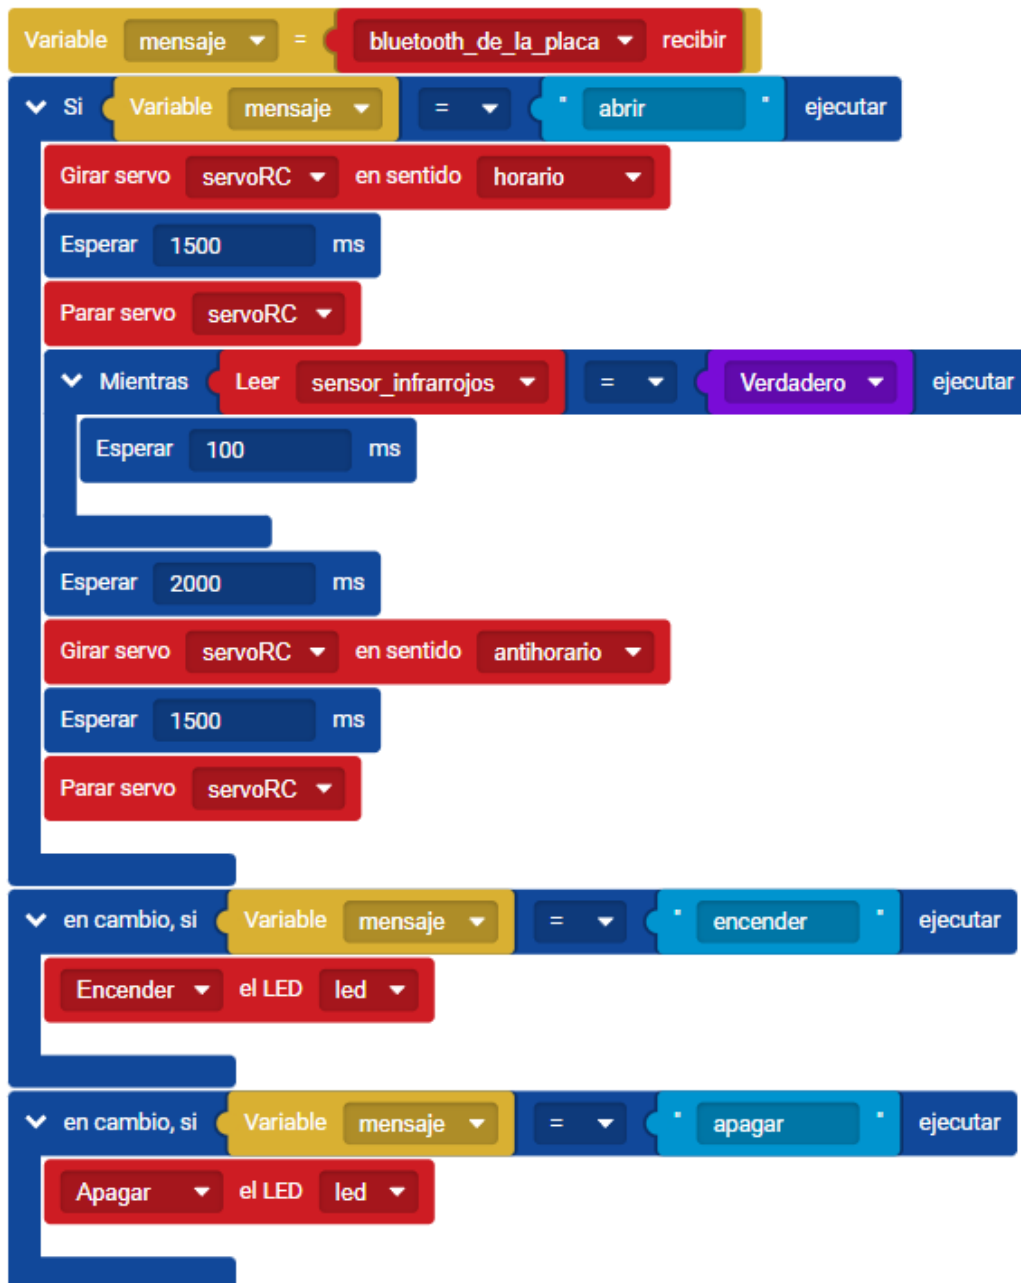 Variable mensaje = bluetooth_de_la_placa recibir
Si Variable mensaje = " abrir " ejecutar
Girar servo servoRC en sentido horario
Esperar 1500 ms
Parar servo servoRC
Mientras Leer sensor_infrarrojos = Verdadero ejecutar
Esperar 100 ms
Esperar 2000 ms
Girar servo servoRC en sentido antihorario
Esperar 1500 ms
Parar servo servoRC
en cambio, si Variable mensaje = " encender " ejecutar
Encender el LED led
en cambio, si Variable mensaje = " apagar " ejecutar
Apagar el LED led